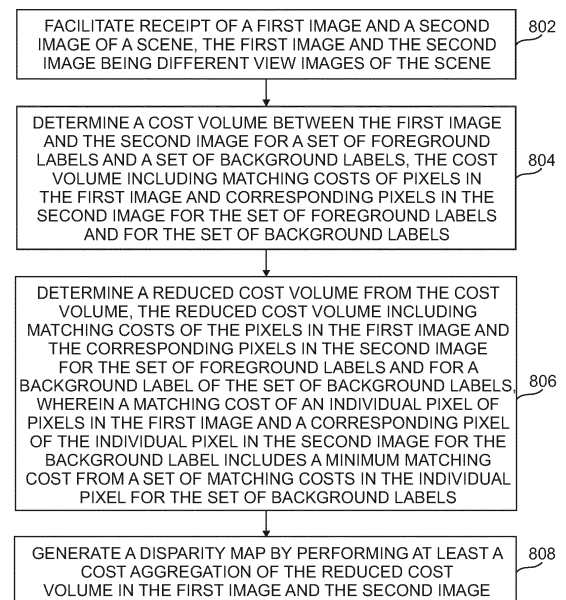 FACILITATE RECEIPT OF A FIRST IMAGE AND A SECOND
IMAGE OF A SCENE, THE FIRST IMAGE AND THE SECOND
IMAGE BEING DIFFERENT VIEW IMAGES OF THE SCENE
802
DETERMINE A COST VOLUME BETWEEN THE FIRST IMAGE
AND THE SECOND IMAGE FOR A SET OF FOREGROUND
LABELS AND A SET OF BACKGROUND LABELS, THE COST
VOLUME INCLUDING MATCHING COSTS OF PIXELS IN
THE FIRST IMAGE AND CORRESPONDING PIXELS IN THE
SECOND IMAGE FOR THE SET OF FOREGROUND LABELS
AND FOR THE SET OF BACKGROUND LABELS
804
DETERMINE A REDUCED COST VOLUME FROM THE COST
VOLUME, THE REDUCED COST VOLUME INCLUDING
MATCHING COSTS OF THE PIXELS IN THE FIRST IMAGE AND
THE CORRESPONDING PIXELS IN THE SECOND IMAGE
FOR THE SET OF FOREGROUND LABELS AND FOR A
BACKGROUND LABEL OF THE SET OF BACKGROUND LABELS,
WHEREIN A MATCHING COST OF AN INDIVIDUAL PIXEL OF
PIXELS IN THE FIRST IMAGE AND A CORRESPONDING PIXEL
OF THE INDIVIDUAL PIXEL IN THE SECOND IMAGE FOR THE
BACKGROUND LABEL INCLUDES A MINIMUM MATCHING
COST FROM A SET OF MATCHING COSTS IN THE INDIVIDUAL
PIXEL FOR THE SET OF BACKGROUND LABELS
806
GENERATE A DISPARITY MAP BY PERFORMING AT LEAST A
COST AGGREGATION OF THE REDUCED COST
VOLUME IN THE FIRST IMAGE AND THE SECOND IMAGE
808